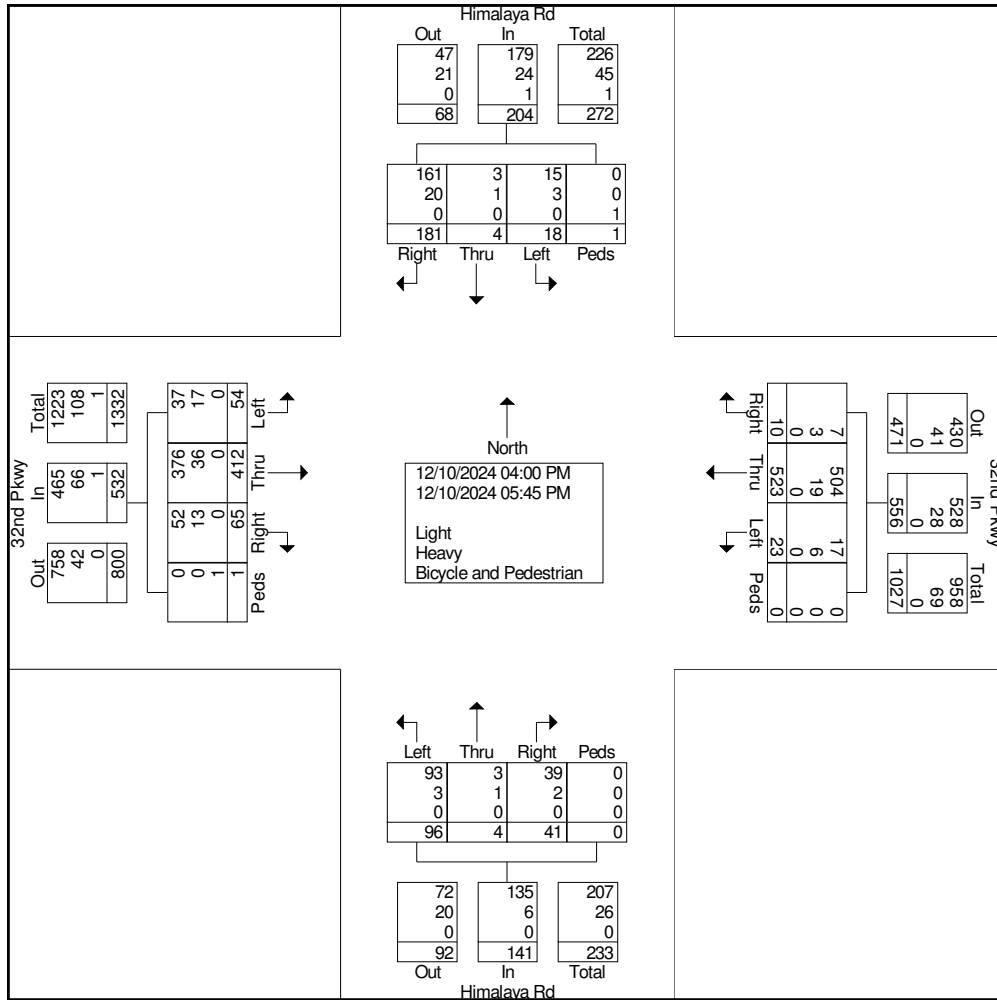 Himalaya Rd
Out In Total
47 179 226
21 24 45
0 1 1
68 204 272
161 3 15 0
20 1 3 0
0 0 0 1
181 4 18 1
Right Thru Left Peds
32nd Pkwy
Total In Out
1223 465 758
108 66 42
1 1 0
1332 532 800
37 376 52 0
17 36 13 0
0 0 0 1
54 412 65 1
Left Thru Right Peds
North
12/10/2024 04:00 PM
12/10/2024 05:45 PM
Light
Heavy
Bicycle and Pedestrian
Right Thru Left Peds
7 504 17 0
3 19 6 0
0 0 0 0
10 523 23 0
32nd Pkwy
Out In Total
430 528 958
41 28 69
0 0 0
471 556 1027
Left Thru Right Peds
93 3 39 0
3 1 2 0
0 0 0 0
96 4 41 0
72 135 207
20 6 26
0 0 0
92 141 233
Out In Total
Himalaya Rd